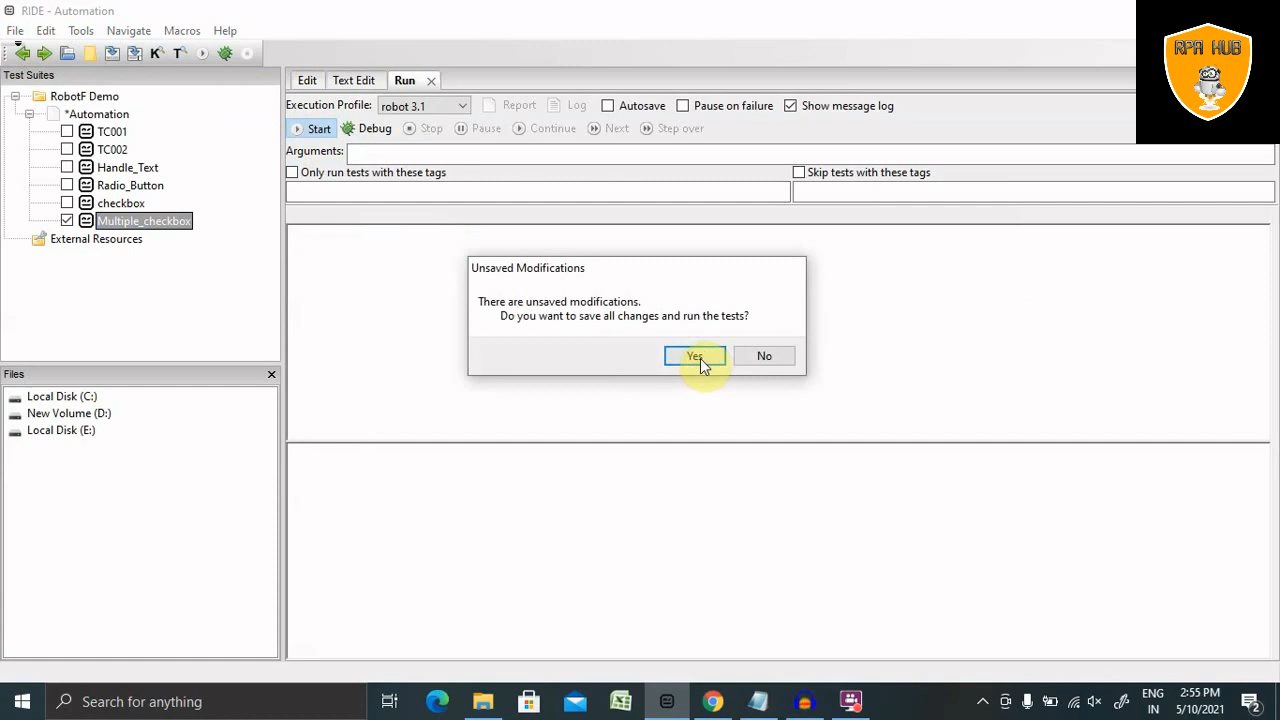 RIDE - Automation
File Edit Tools Navigate Macros Help
RPA HUB
Test Suites
RobotF Demo
*Automation
TC001
TC002
Handle_Text
Radio_Button
checkbox
Multiple_checkbox
External Resources
Files
Local Disk (C:)
New Volume (D:)
Local Disk (E:)
Edit Text Edit Run
Execution Profile: robot 3.1 Report Log Autosave Pause on failure Show message log
Start Debug Stop Pause Continue Next Step over
Arguments:
Only run tests with these tags Skip tests with these tags
Unsaved Modifications
There are unsaved modifications.
Do you want to save all changes and run the tests?
Yes No
Search for anything
ENG 2:55 PM
IN 5/10/2021
2